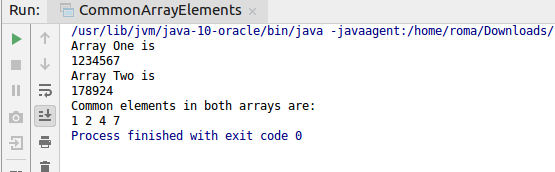 Run: CommonArrayElements ×
/usr/lib/jvm/java-10-oracle/bin/java -javaagent:/home/roma/Downloads/
Array One is
1234567
Array Two is
178924
Common elements in both arrays are:
1 2 4 7
Process finished with exit code 0